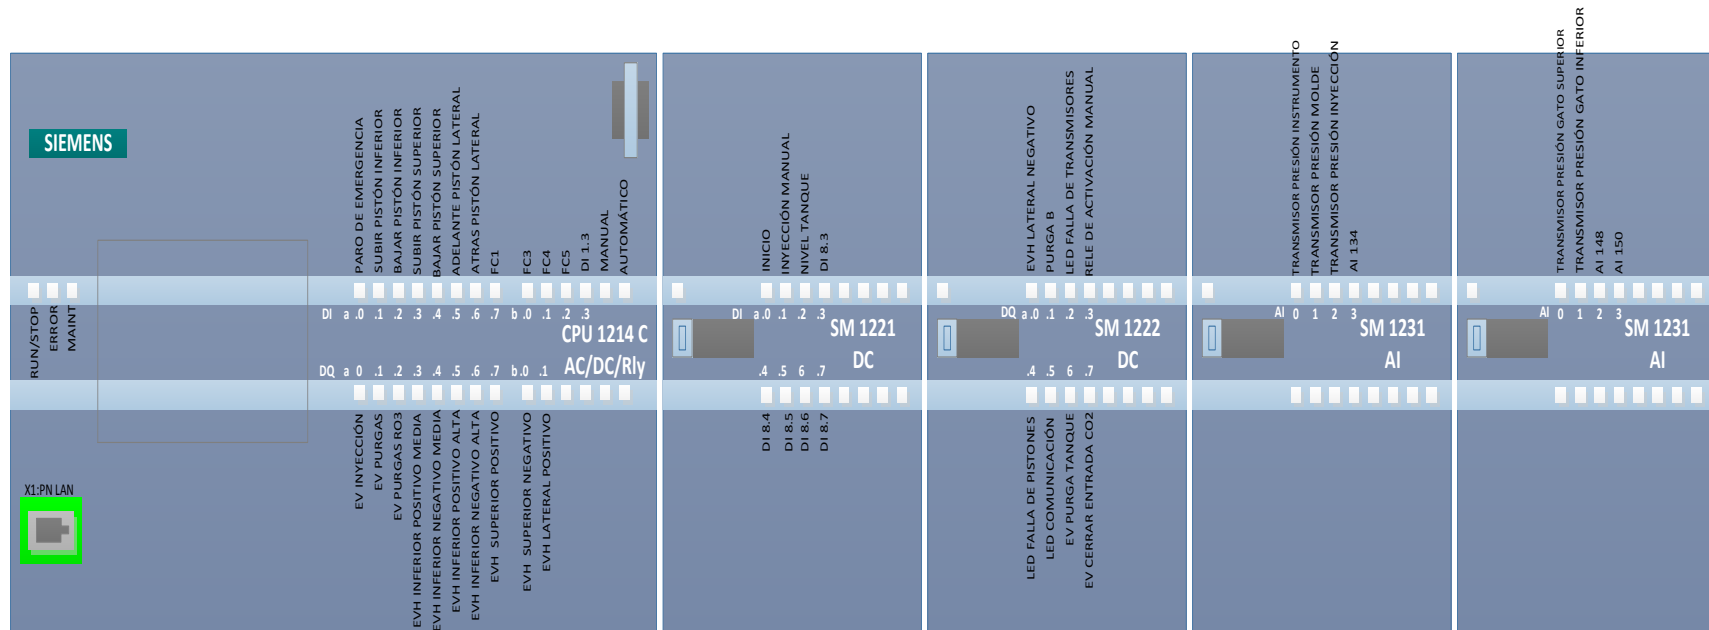 SIEMENS
RUN/STOP
ERROR
MAINT
X1:PN LAN
PARO DE EMERGENCIA
SUBIR PISTÓN INFERIOR
BAJAR PISTÓN INFERIOR
SUBIR PISTÓN SUPERIOR
BAJAR PISTÓN SUPERIOR
ADELANTE PISTÓN LATERAL
ATRAS PISTÓN LATERAL
FC1
FC3
FC4
FC5
DI 1.3
MANUAL
AUTOMÁTICO
DI a .0 .1 .2 .3 .4 .5 .6 .7 b .0 .1 .2 .3
CPU 1214 C
AC/DC/Rly
DQ a 0 .1 .2 .3 .4 .5 .6 .7 b.0 .1
EV INYECCIÓN
EV PURGAS
EV PURGAS RO3
EVH INFERIOR POSITIVO MEDIA
EVH INFERIOR NEGATIVO MEDIA
EVH INFERIOR POSITIVO ALTA
EVH INFERIOR NEGATIVO ALTA
EVH SUPERIOR POSITIVO
EVH SUPERIOR NEGATIVO
EVH LATERAL POSITIVO
INICIO
INYECCIÓN MANUAL
NIVEL TANQUE
DI 8.3
DI a.0 .1 .2 .3
SM 1221
DC
.4 .5 6 .7
DI 8.4
DI 8.5
DI 8.6
DI 8.7
EVH LATERAL NEGATIVO
PURGA B
LED FALLA DE TRANSMISORES
RELE DE ACTIVACIÓN MANUAL
DQ a.0 .1 .2 .3
SM 1222
DC
.4 .5 6 .7
LED FALLA DE PISTONES
LED COMUNICACIÓN
EV PURGA TANQUE
EV CERRAR ENTRADA CO2
TRANSMISOR PRESIÓN INSTRUMENTO
TRANSMISOR PRESIÓN MOLDE
TRANSMISOR PRESIÓN INYECCIÓN
AI 134
AI 0 1 2 3
SM 1231
AI
TRANSMISOR PRESIÓN GATO SUPERIOR
TRANSMISOR PRESIÓN GATO INFERIOR
AI 148
AI 150
AI 0 1 2 3
SM 1231
AI